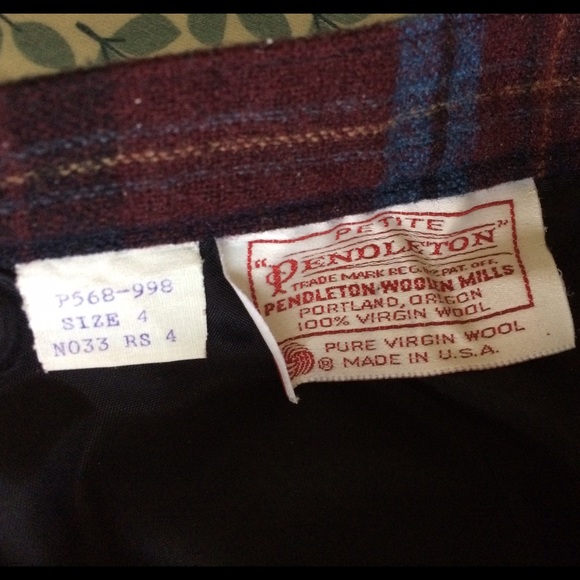 P568-998
SIZE 4
N033 RS 4
PETITE
"PENDLETON"
TRADE MARK REG. U.S. PAT. OFF.
PENDLETON WOOLEN MILLS
PORTLAND, OREGON
100% VIRGIN WOOL
PURE VIRGIN WOOL
® MADE IN U.S.A.